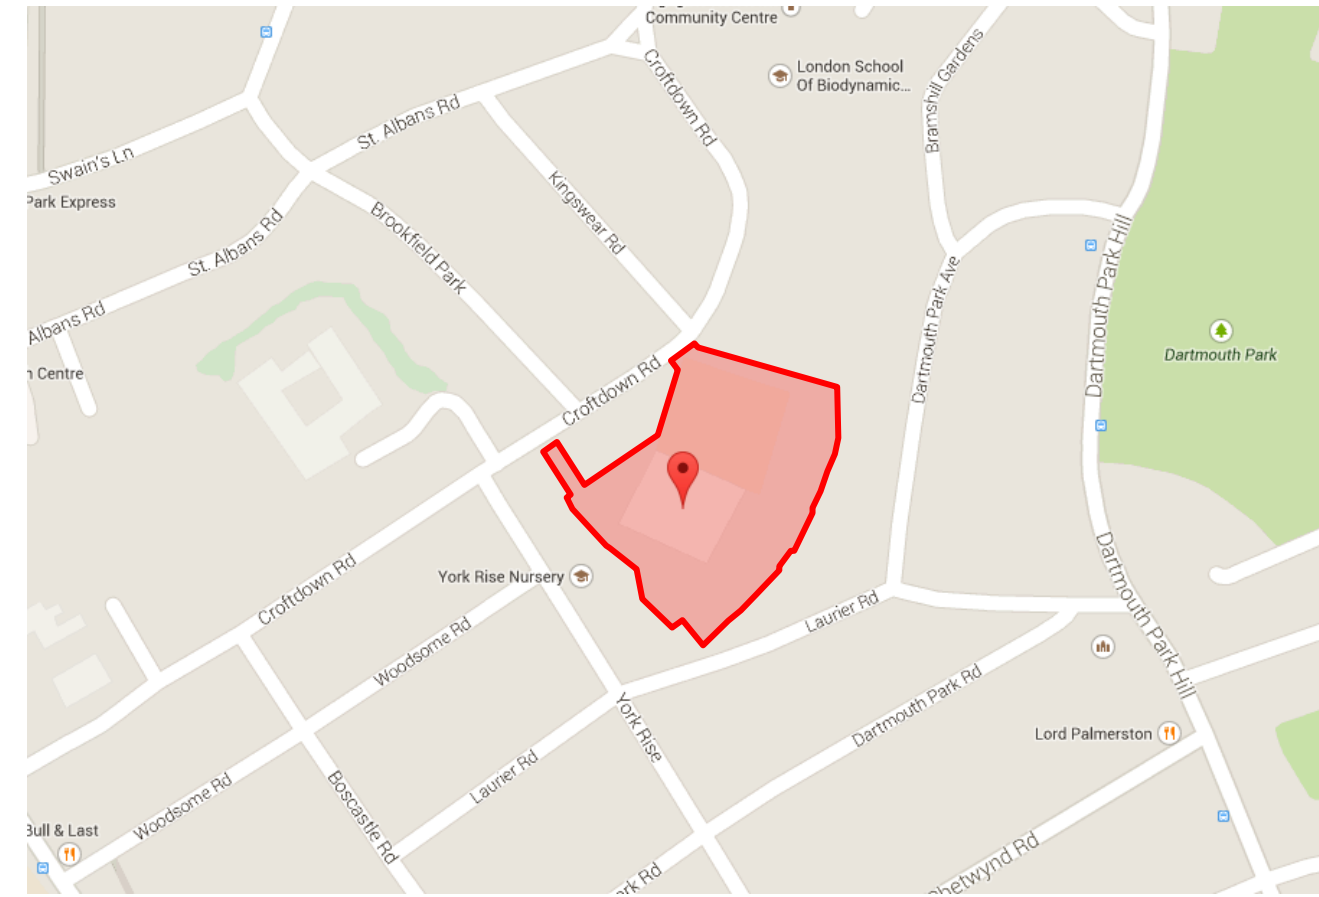 Community Centre
London School
Of Biodynamic...
Bramshill Gardens
Croftdown Rd
St. Albans Rd
Swain's Ln
Park Express
Kingswear Rd
Brookfield Park
St. Albans Rd
Albans Rd
Centre
Croftdown Rd
Dartmouth Park Ave
Dartmouth Park Hill
Dartmouth Park
York Rise Nursery
Croftdown Rd
Woodsome Rd
Laurier Rd
Dartmouth Park Hill
Dartmouth Park Rd
York Rise
Lord Palmerston
Laurier Rd
Woodsome Rd
Boscastle Rd
Bull & Last
Chetwynd Rd
Rd